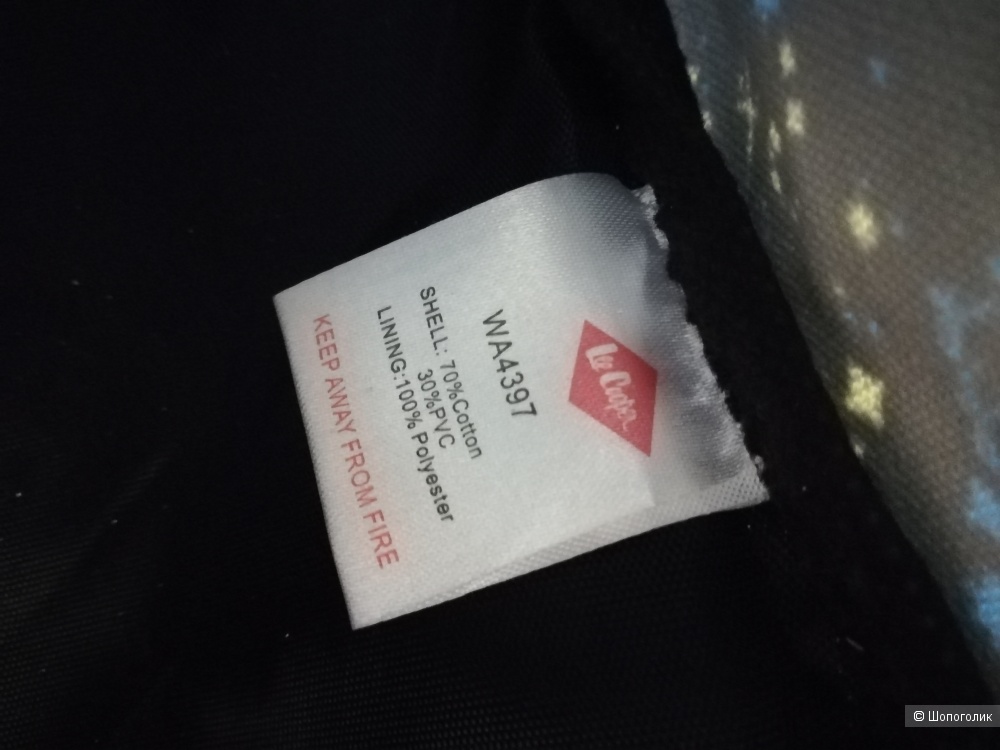 Lee Cooper
WA4397
SHELL: 70%Cotton
30%PVC
LINING:100% Polyester
KEEP AWAY FROM FIRE
© Шопоголик